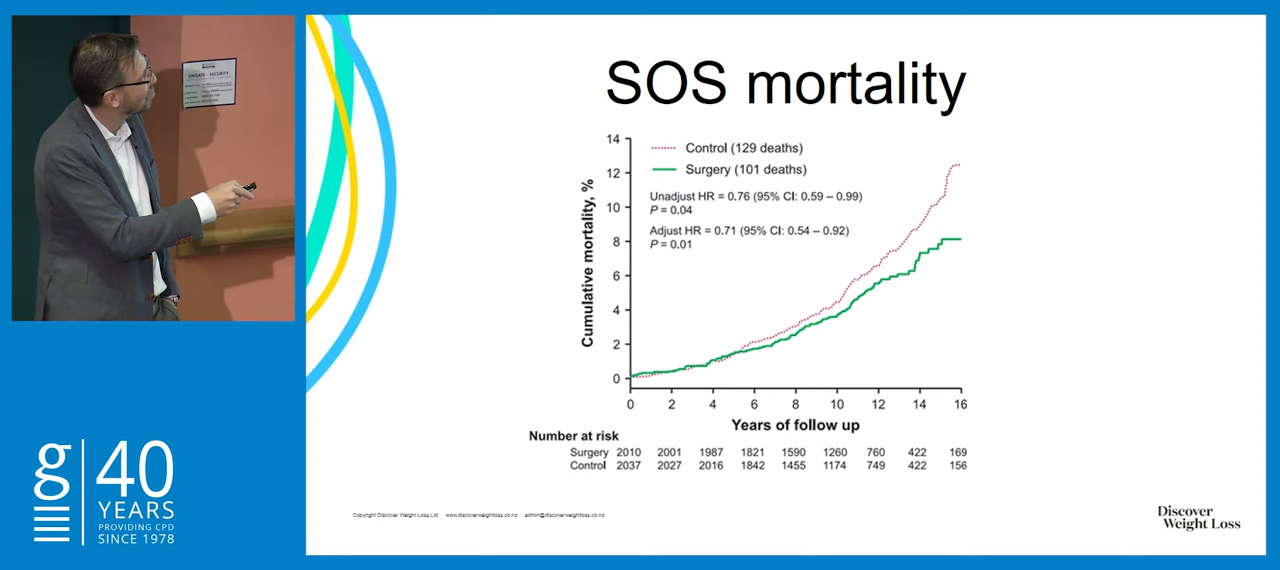 UNISAFE - SECURITY
SOS mortality
14
12
10
8
6
4
2
0
Cumulative mortality, %
Control (129 deaths)
Surgery (101 deaths)
Unadjust HR = 0.76 (95% CI: 0.59 – 0.99)
P = 0.04
Adjust HR = 0.71 (95% CI: 0.54 – 0.92)
P = 0.01
0 2 4 6 8 10 12 14 16
Years of follow up
Number at risk
Surgery 2010 2001 1987 1821 1590 1260 760 422 169
Control 2037 2027 2016 1842 1455 1174 749 422 156
Copyright Discover Weight Loss Ltd www.discoverweightloss.co.nz admin@discoverweightloss.co.nz
Discover
Weight Loss
g 40
YEARS
PROVIDING CPD
SINCE 1978